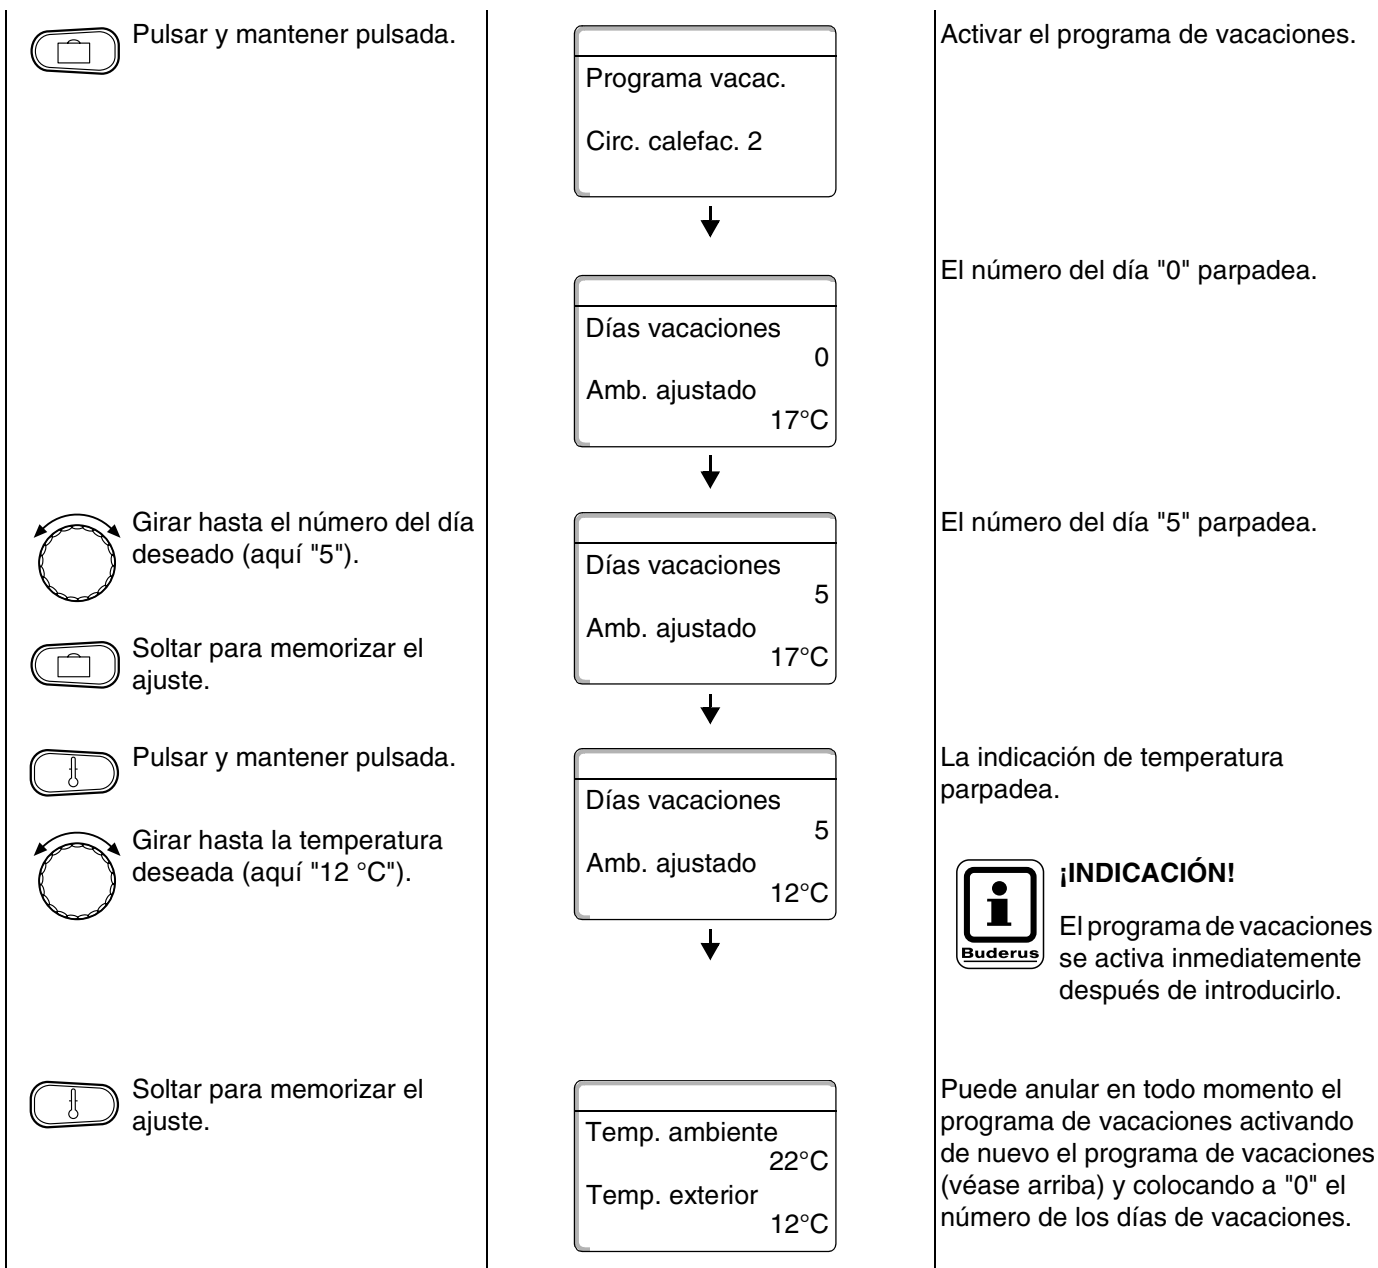 Pulsar y mantener pulsada.
Programa vacac.
Circ. calefac. 2
Activar el programa de vacaciones.
Días vacaciones
0
Amb. ajustado
17°C
El número del día "0" parpadea.
Girar hasta el número del día
deseado (aquí "5").
Soltar para memorizar el
ajuste.
Días vacaciones
5
Amb. ajustado
17°C
El número del día "5" parpadea.
Pulsar y mantener pulsada.
Girar hasta la temperatura
deseada (aquí "12 °C").
Días vacaciones
5
Amb. ajustado
12°C
La indicación de temperatura
parpadea.
Buderus
¡INDICACIÓN!
El programa de vacaciones
se activa inmediatemente
después de introducirlo.
Soltar para memorizar el
ajuste.
Temp. ambiente
22°C
Temp. exterior
12°C
Puede anular en todo momento el
programa de vacaciones activando
de nuevo el programa de vacaciones
(véase arriba) y colocando a "0" el
número de los días de vacaciones.